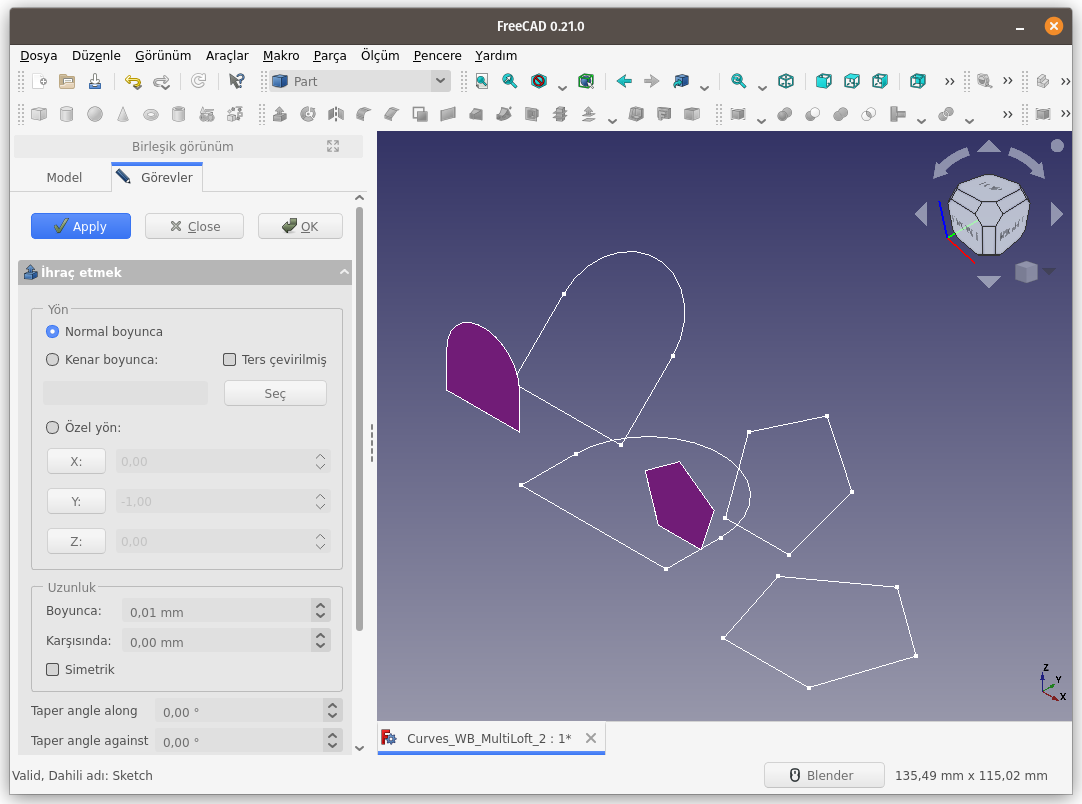 FreeCAD 0.21.0
Dosya Düzenle Görünüm Araçlar Makro Parça Ölçüm Pencere Yardım
Part
Birleşik görünüm
Model Görevler
Apply Close OK
İhraç etmek
Yön
Normal boyunca
Kenar boyunca: Ters çevirilmiş
Seç
Özel yön:
X: 0,00
Y: -1,00
Z: 0,00
Uzunluk
Boyunca: 0,01 mm
Karşısında: 0,00 mm
Simetrik
Taper angle along 0,00 °
Taper angle against 0,00 °
Z
Y
X
Curves_WB_MultiLoft_2 : 1*
Valid, Dahili adı: Sketch
Blender 135,49 mm x 115,02 mm